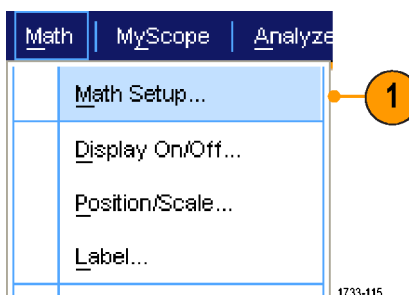 Math | MyScope | Analyze
Math Setup...
1
Display On/Off...
Position/Scale...
Label...
1733-115